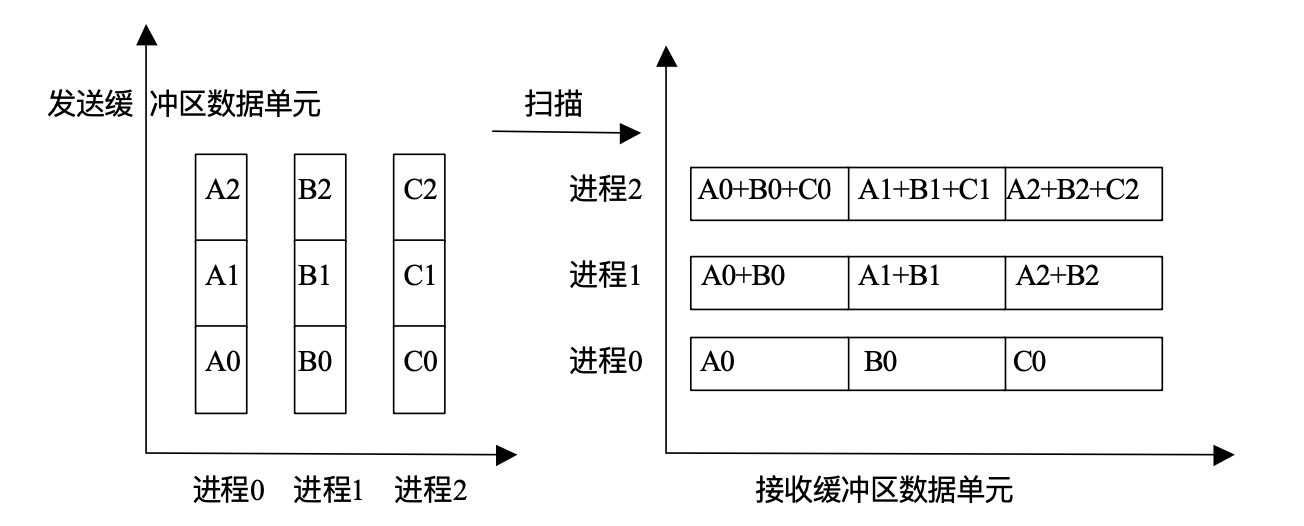 发送缓 冲区数据单元
扫描
A2 B2 C2
A1 B1 C1
A0 B0 C0
进程0 进程1 进程2
进程2 A0+B0+C0 A1+B1+C1 A2+B2+C2
进程1 A0+B0 A1+B1 A2+B2
进程0 A0 B0 C0
接收缓冲区数据单元